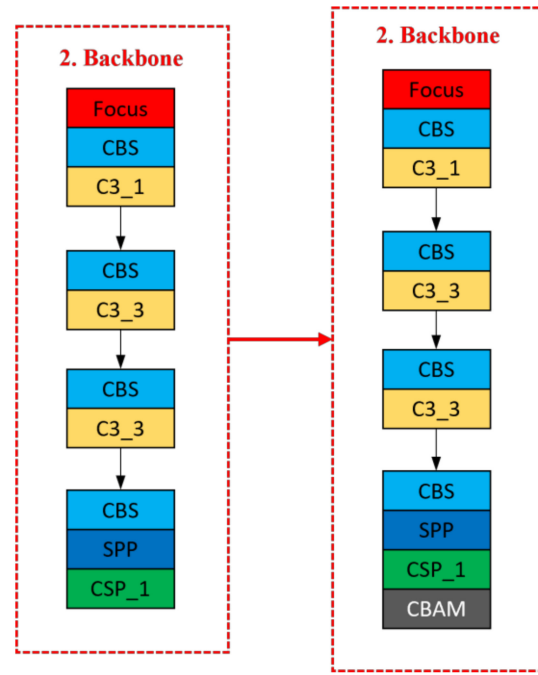 2. Backbone
Focus
CBS
C3_1
CBS
C3_3
CBS
C3_3
CBS
SPP
CSP_1
2. Backbone
Focus
CBS
C3_1
CBS
C3_3
CBS
C3_3
CBS
SPP
CSP_1
CBAM